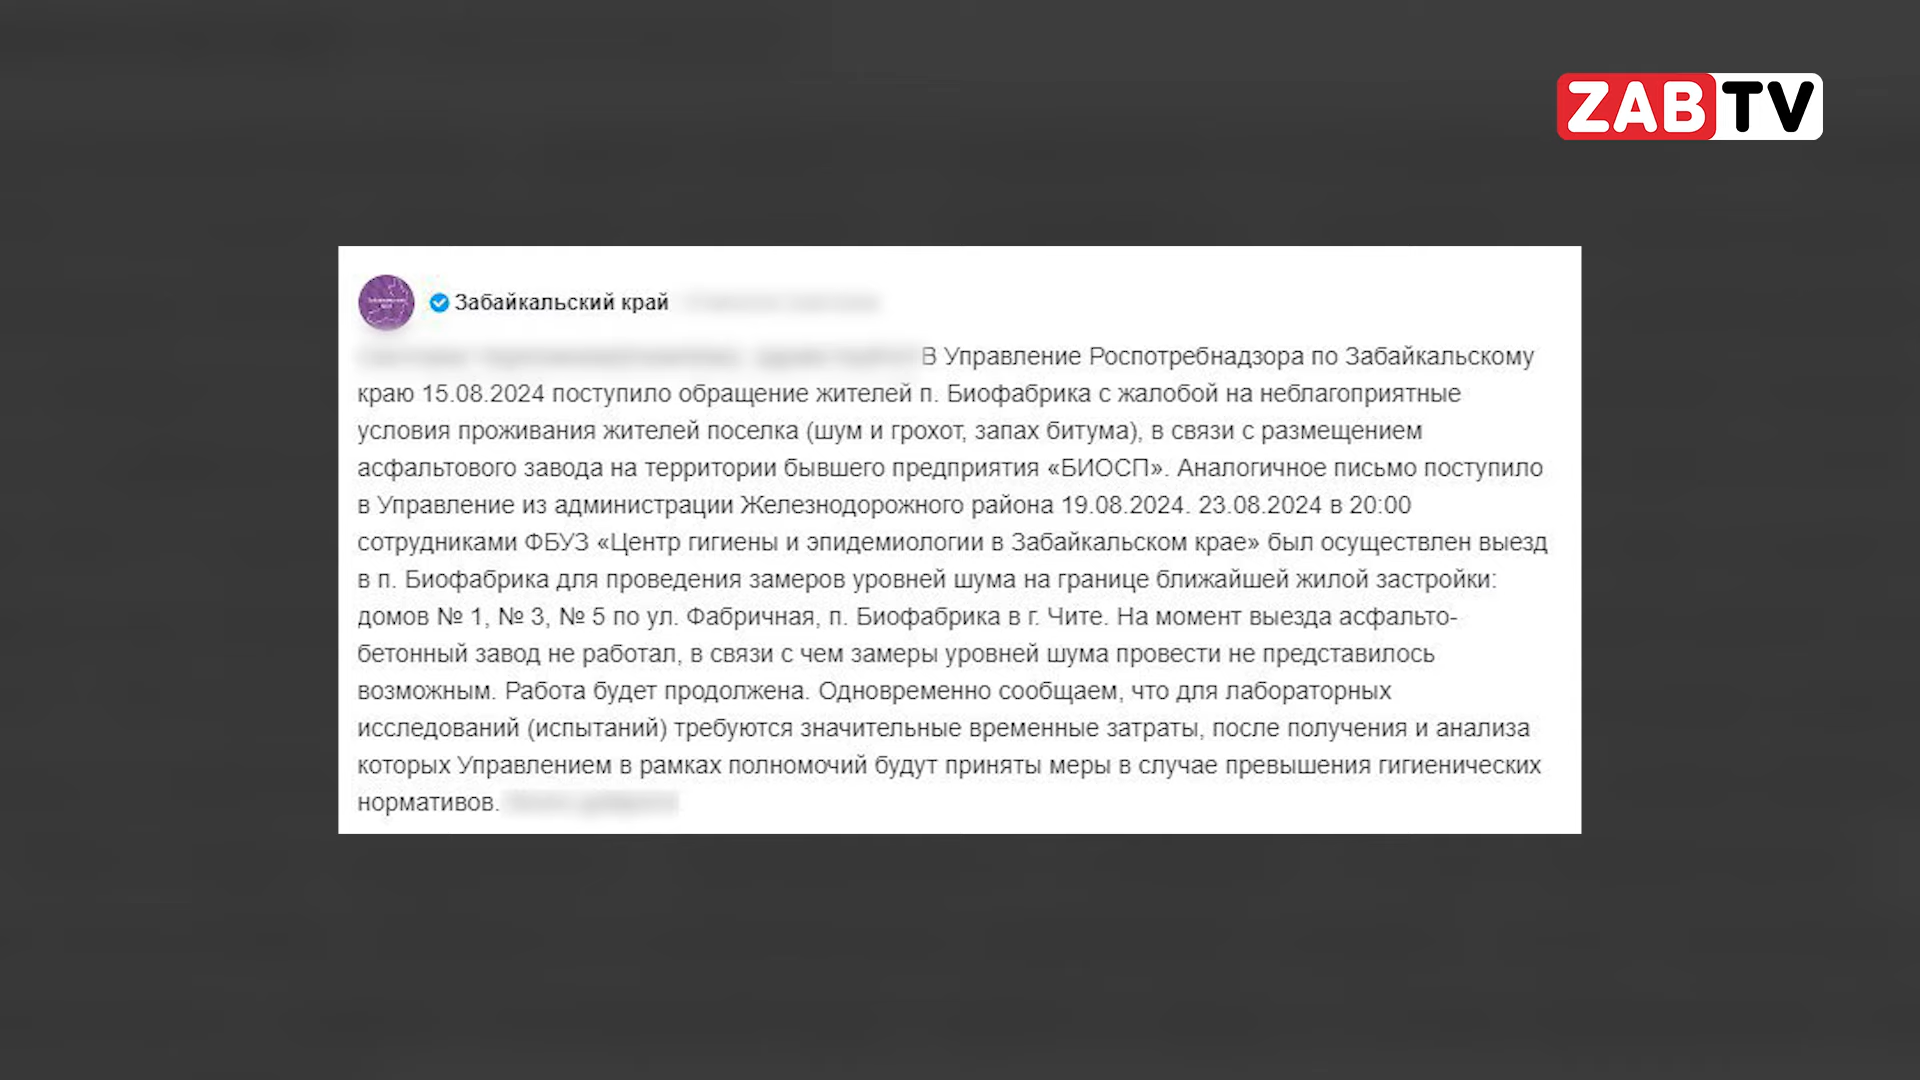 ZAB TV
Забайкальский край
В Управление Роспотребнадзора по Забайкальскому
краю 15.08.2024 поступило обращение жителей п. Биофабрика с жалобой на неблагоприятные
условия проживания жителей поселка (шум и грохот, запах битума), в связи с размещением
асфальтового завода на территории бывшего предприятия «БИОСП». Аналогичное письмо поступило
в Управление из администрации Железнодорожного района 19.08.2024. 23.08.2024 в 20:00
сотрудниками ФБУЗ «Центр гигиены и эпидемиологии в Забайкальском крае» был осуществлен выезд
в п. Биофабрика для проведения замеров уровней шума на границе ближайшей жилой застройки:
домов № 1, № 3, № 5 по ул. Фабричная, п. Биофабрика в г. Чите. На момент выезда асфальто-
бетонный завод не работал, в связи с чем замеры уровней шума провести не представилось
возможным. Работа будет продолжена. Одновременно сообщаем, что для лабораторных
исследований (испытаний) требуются значительные временные затраты, после получения и анализа
которых Управлением в рамках полномочий будут приняты меры в случае превышения гигиенических
нормативов.